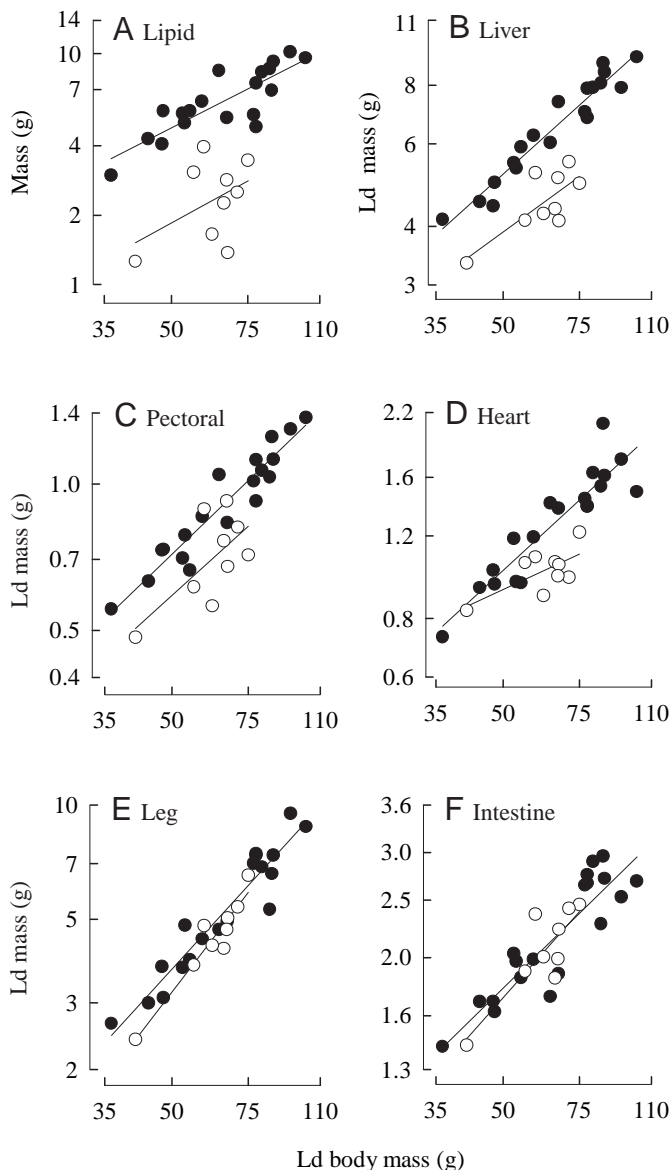 A Lipid
Mass (g)
14
10
7
4
2
1
35 50 75 110
B Liver
Ld mass (g)
11
8
6
4
3
35 50 75 110
C Pectoral
Ld mass (g)
1.4
1.0
0.7
0.5
0.4
35 50 75 110
D Heart
2.2
1.6
1.2
0.8
0.6
35 50 75 110
E Leg
Ld mass (g)
10
7
5
3
2
35 50 75 110
F Intestine
3.6
3.0
2.5
2.0
1.6
1.3
35 50 75 110
Ld body mass (g)